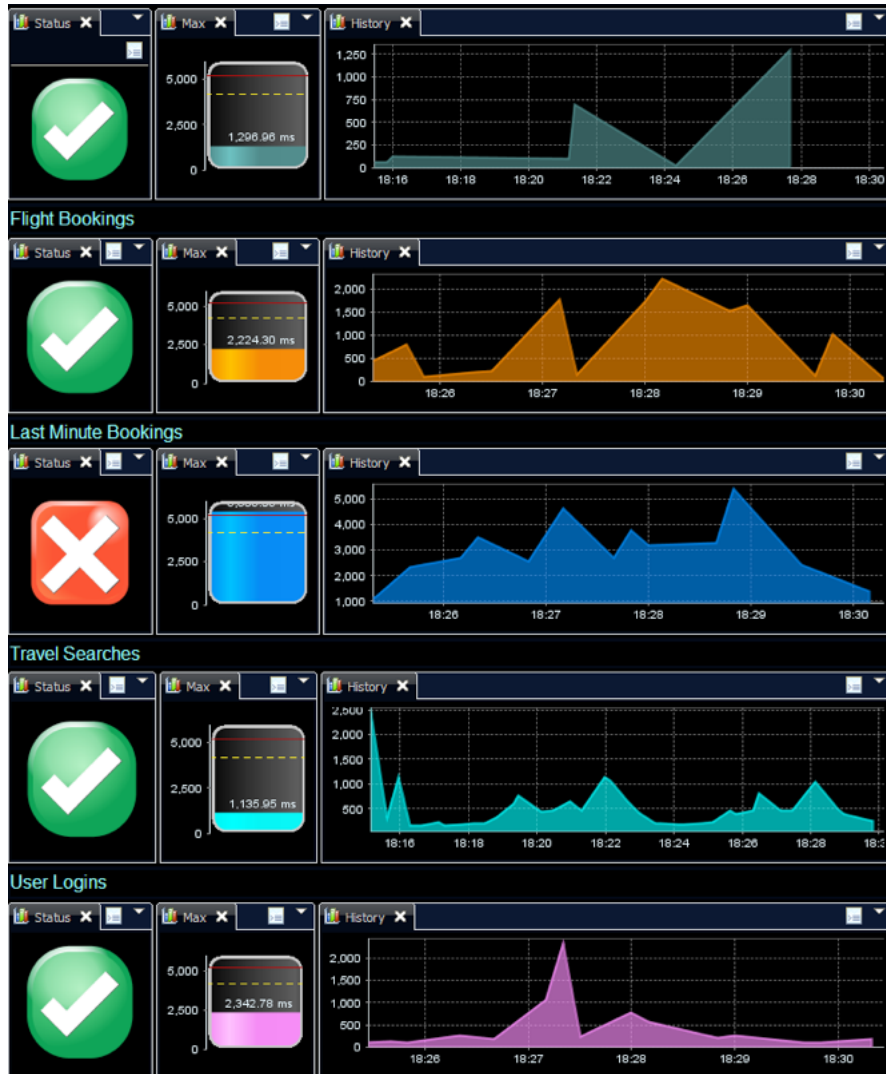 Status Max History
1,250
1,000
750
500
250
0
5,000
2,500
0
1,296.96 ms
18:16 18:18 18:20 18:22 18:24 18:26 18:28 18:30
Flight Bookings
Status Max History
2,000
1,500
1,000
500
0
5,000
2,500
0
2,224.30 ms
18:26 18:27 18:28 18:29 18:30
Last Minute Bookings
Status Max History
5,000
4,000
3,000
2,000
1,000
5,000
2,500
0
18:26 18:27 18:28 18:29 18:30
Travel Searches
Status Max History
2,500
2,000
1,500
1,000
500
5,000
2,500
0
1,135.95 ms
18:16 18:18 18:20 18:22 18:24 18:26 18:28
User Logins
Status Max History
2,000
1,500
1,000
500
0
5,000
2,500
0
2,342.78 ms
18:26 18:27 18:28 18:29 18:30